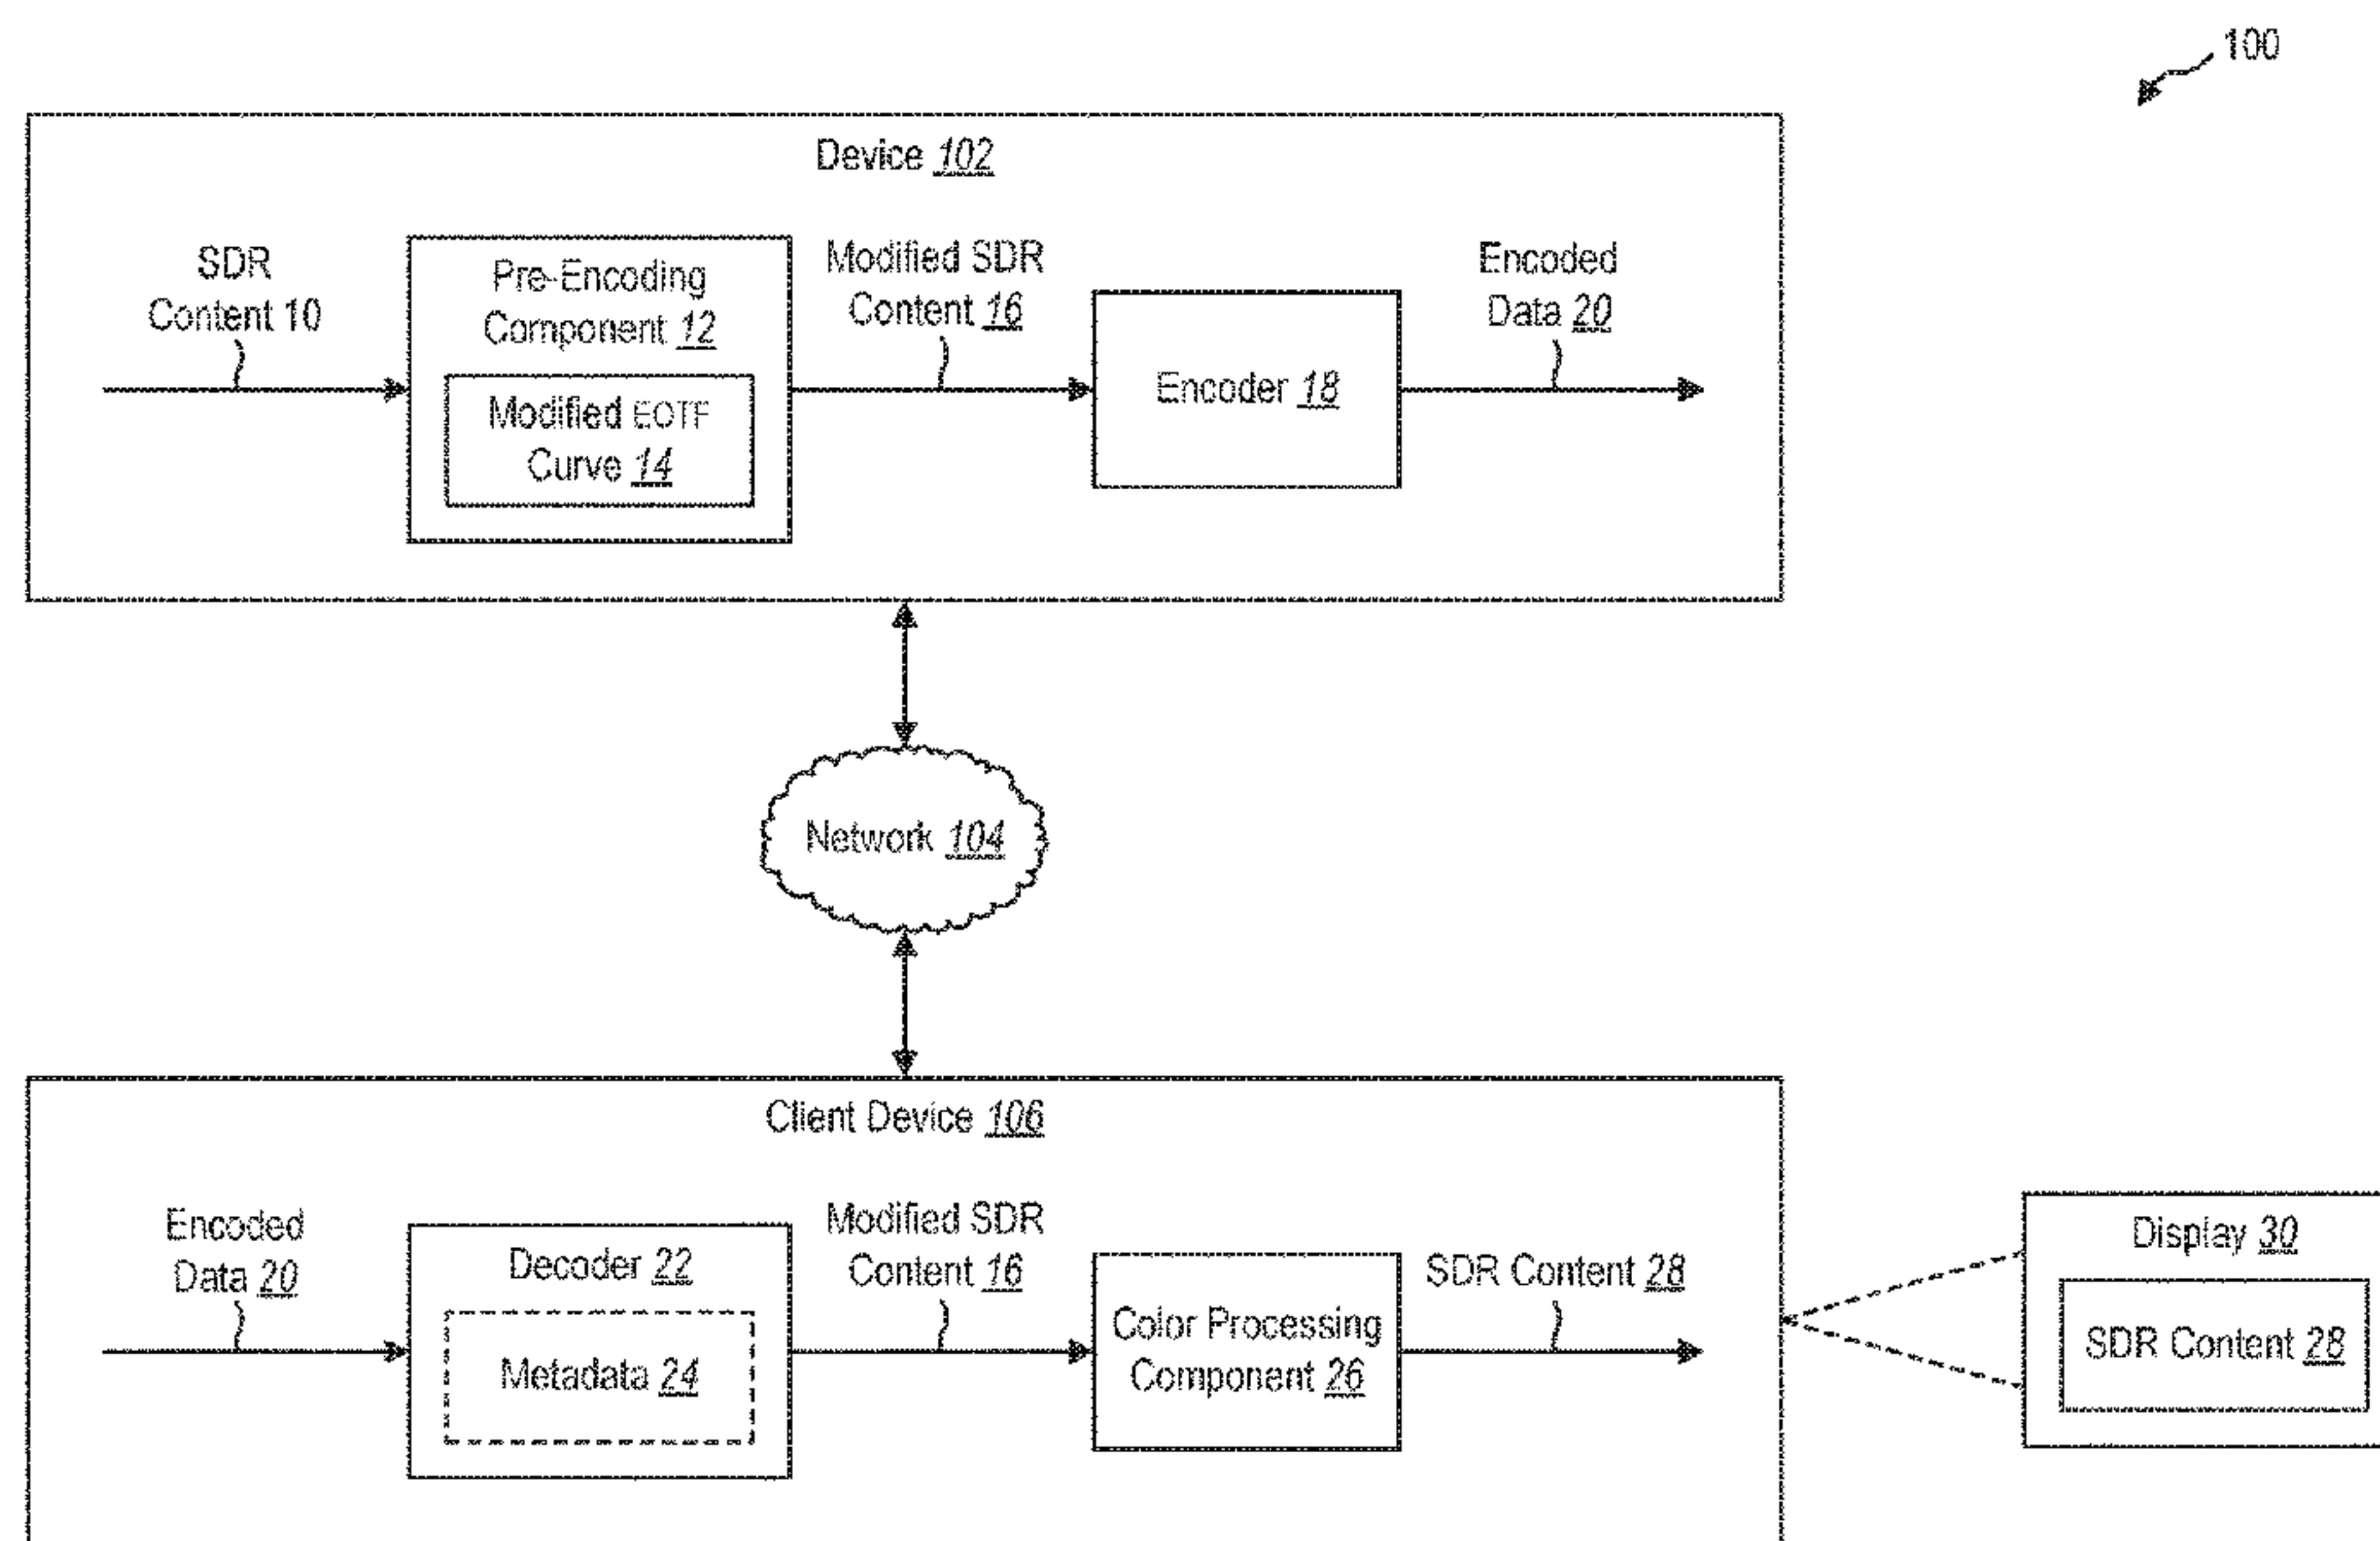 100
Device 102
SDR
Content 10
Pre-Encoding
Component 12
Modified EOTF
Curve 14
Modified SDR
Content 16
Encoder 18
Encoded
Data 20
Network 104
Client Device 106
Encoded
Data 20
Decoder 22
Metadata 24
Modified SDR
Content 16
Color Processing
Component 26
SDR Content 28
Display 30
SDR Content 28